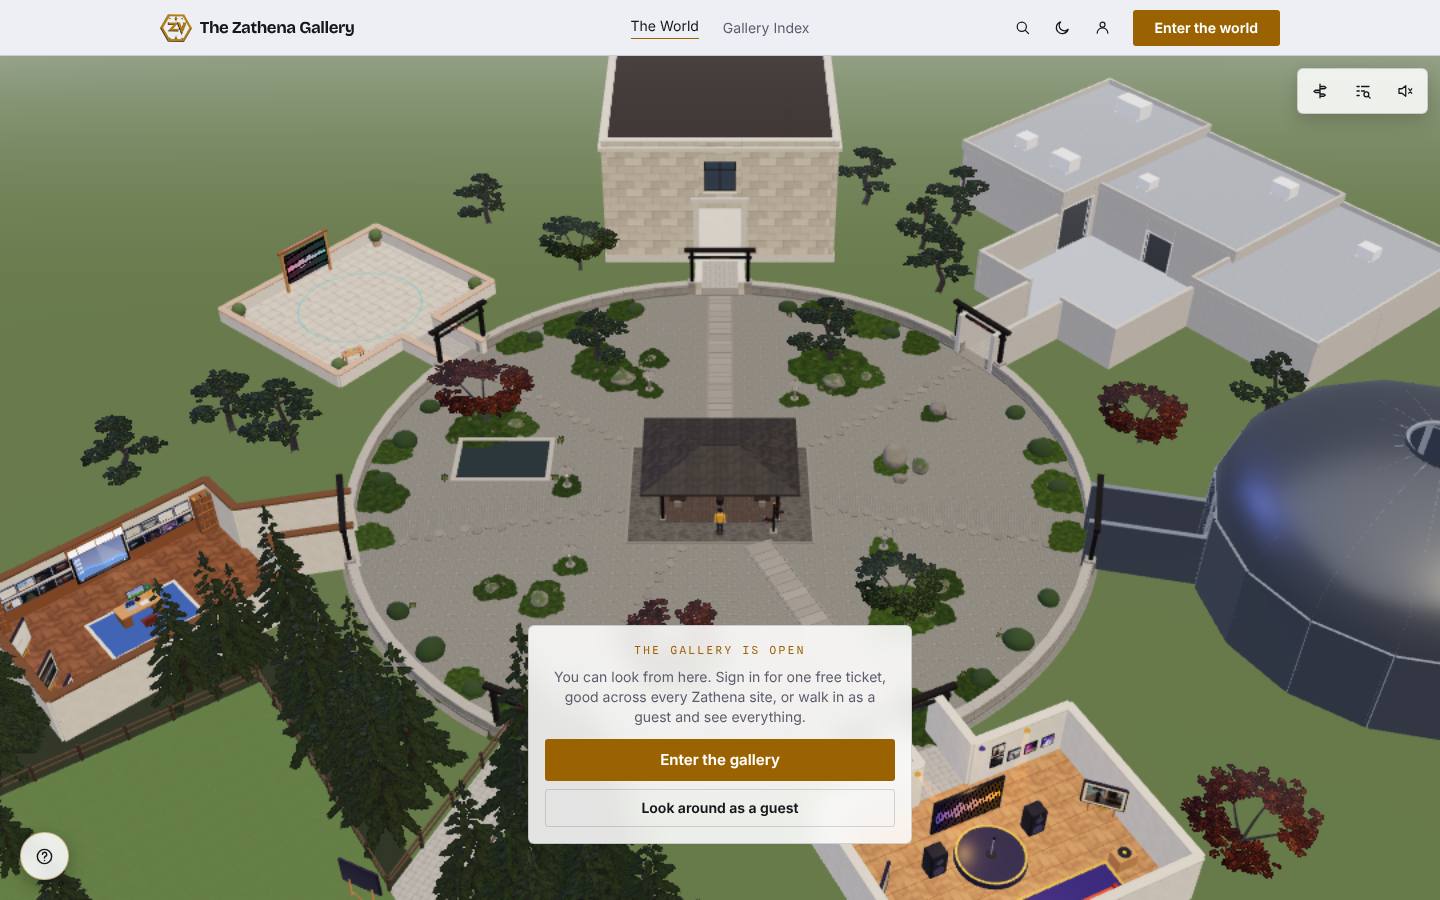 The Zathena Gallery
The World
Gallery Index
Enter the world
THE GALLERY IS OPEN
You can look from here. Sign in for one free ticket,
good across every Zathena site, or walk in as a
guest and see everything.
Enter the gallery
Look around as a guest